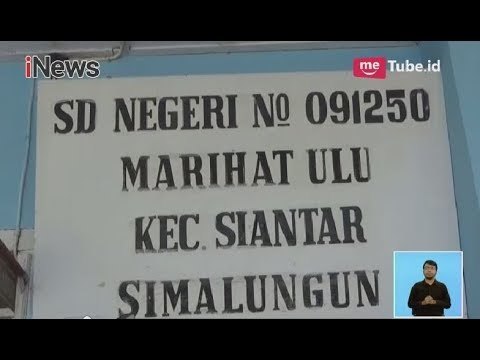 iNews
me Tube.id
SD NEGERI NO 091250
MARIHAT ULU
KEC. SIANTAR
SIMALUNGUN